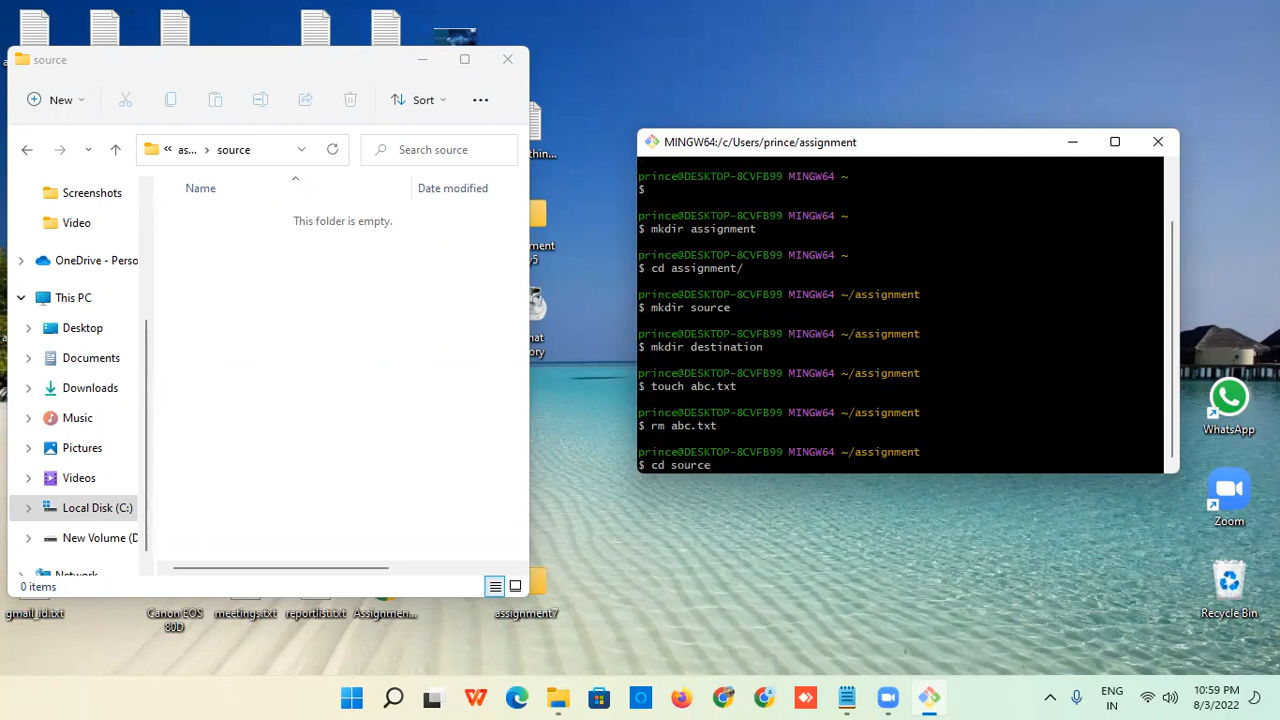 source
New
Sort
as...
source
Search source
Name
Date modified
This folder is empty.
Screenshots
Video
OneDrive - Perso
This PC
Desktop
Documents
Downloads
Music
Pictures
Videos
Local Disk (C:)
New Volume (D
Network
0 items
gmail_id.txt
Canon EOS
80D
meetings.txt
reportlist.txt
Assignmen...
assignment7
MINGW64:/c/Users/prince/assignment
prince@DESKTOP-8CVFB99 MINGW64 ~
$
prince@DESKTOP-8CVFB99 MINGW64 ~
$ mkdir assignment
prince@DESKTOP-8CVFB99 MINGW64 ~
$ cd assignment/
prince@DESKTOP-8CVFB99 MINGW64 ~/assignment
$ mkdir source
prince@DESKTOP-8CVFB99 MINGW64 ~/assignment
$ mkdir destination
prince@DESKTOP-8CVFB99 MINGW64 ~/assignment
$ touch abc.txt
prince@DESKTOP-8CVFB99 MINGW64 ~/assignment
$ rm abc.txt
prince@DESKTOP-8CVFB99 MINGW64 ~/assignment
$ cd source
WhatsApp
Zoom
Recycle Bin
ENG
IN
10:59 PM
8/3/2022